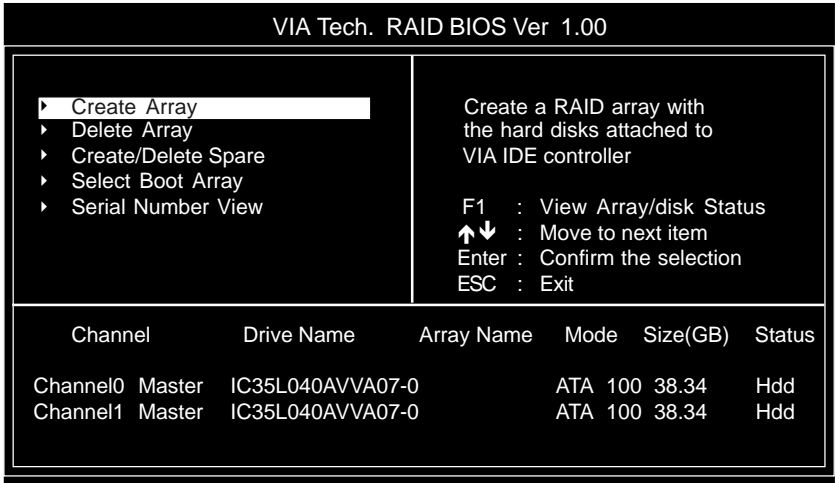 VIA Tech. RAID BIOS Ver 1.00
Create Array
Delete Array
Create/Delete Spare
Select Boot Array
Serial Number View
Create a RAID array with
the hard disks attached to
VIA IDE controller
F1 : View Array/disk Status
↑↓ : Move to next item
Enter : Confirm the selection
ESC : Exit
Channel Drive Name Array Name Mode Size(GB) Status
Channel0 Master IC35L040AVVA07-0 ATA 100 38.34 Hdd
Channel1 Master IC35L040AVVA07-0 ATA 100 38.34 Hdd